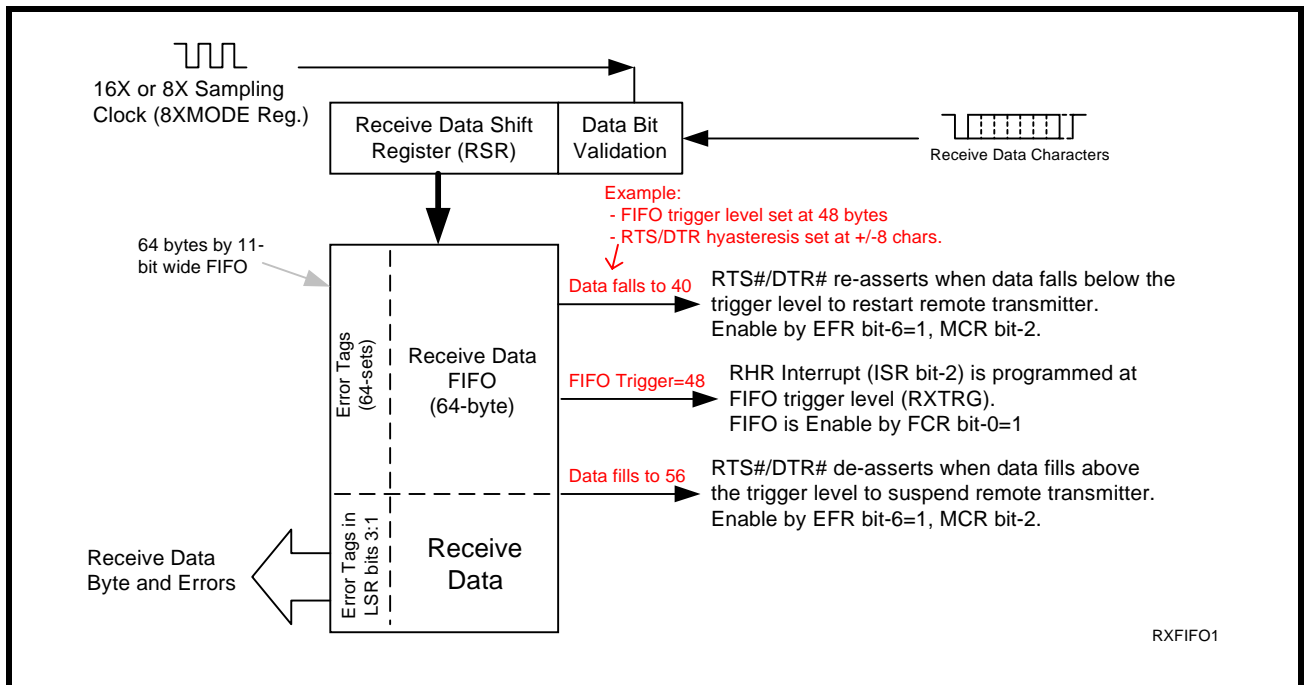 16X or 8X Sampling
Clock (8XMODE Reg.)
Receive Data Shift
Register (RSR)
Data Bit
Validation
Receive Data Characters
Example:
- FIFO trigger level set at 48 bytes
- RTS/DTR hyasteresis set at +/-8 chars.
64 bytes by 11-
bit wide FIFO
Error Tags
(64-sets)
Receive Data
FIFO
(64-byte)
Data falls to 40
RTS#/DTR# re-asserts when data falls below the
trigger level to restart remote transmitter.
Enable by EFR bit-6=1, MCR bit-2.
FIFO Trigger=48
RHR Interrupt (ISR bit-2) is programmed at
FIFO trigger level (RXTRG).
FIFO is Enable by FCR bit-0=1
Data fills to 56
RTS#/DTR# de-asserts when data fills above
the trigger level to suspend remote transmitter.
Enable by EFR bit-6=1, MCR bit-2.
Receive Data
Byte and Errors
Error Tags in
LSR bits 3:1
Receive
Data
RXFIFO1